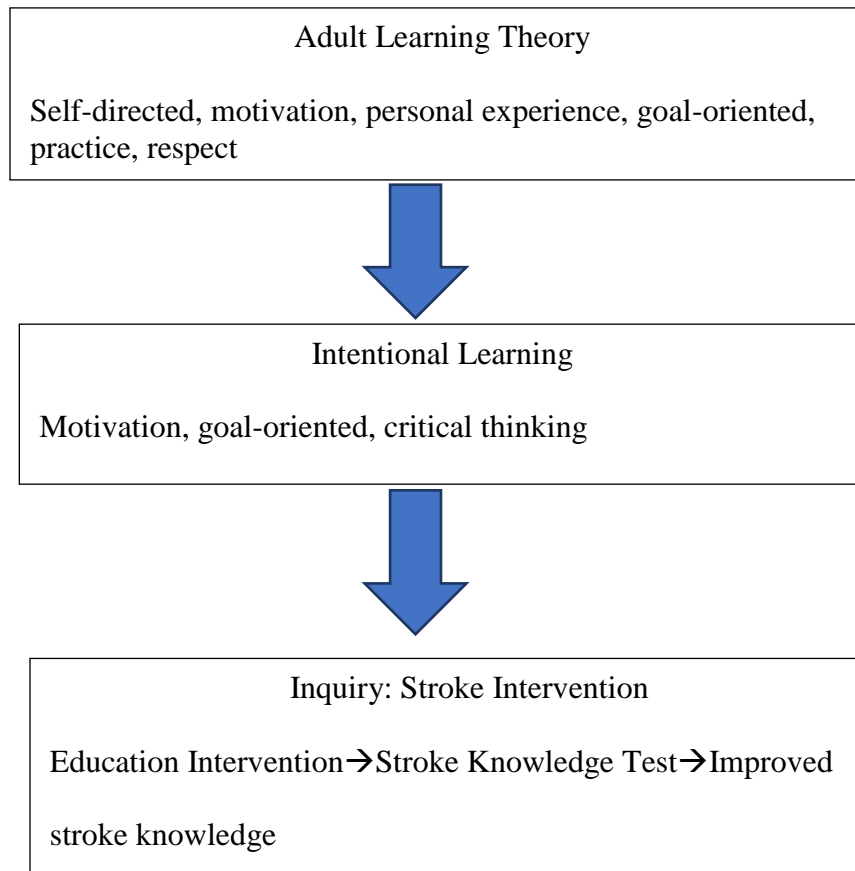 Adult Learning Theory
Self-directed, motivation, personal experience, goal-oriented,
practice, respect
Intentional Learning
Motivation, goal-oriented, critical thinking
Inquiry: Stroke Intervention
Education Intervention→Stroke Knowledge Test→Improved
stroke knowledge